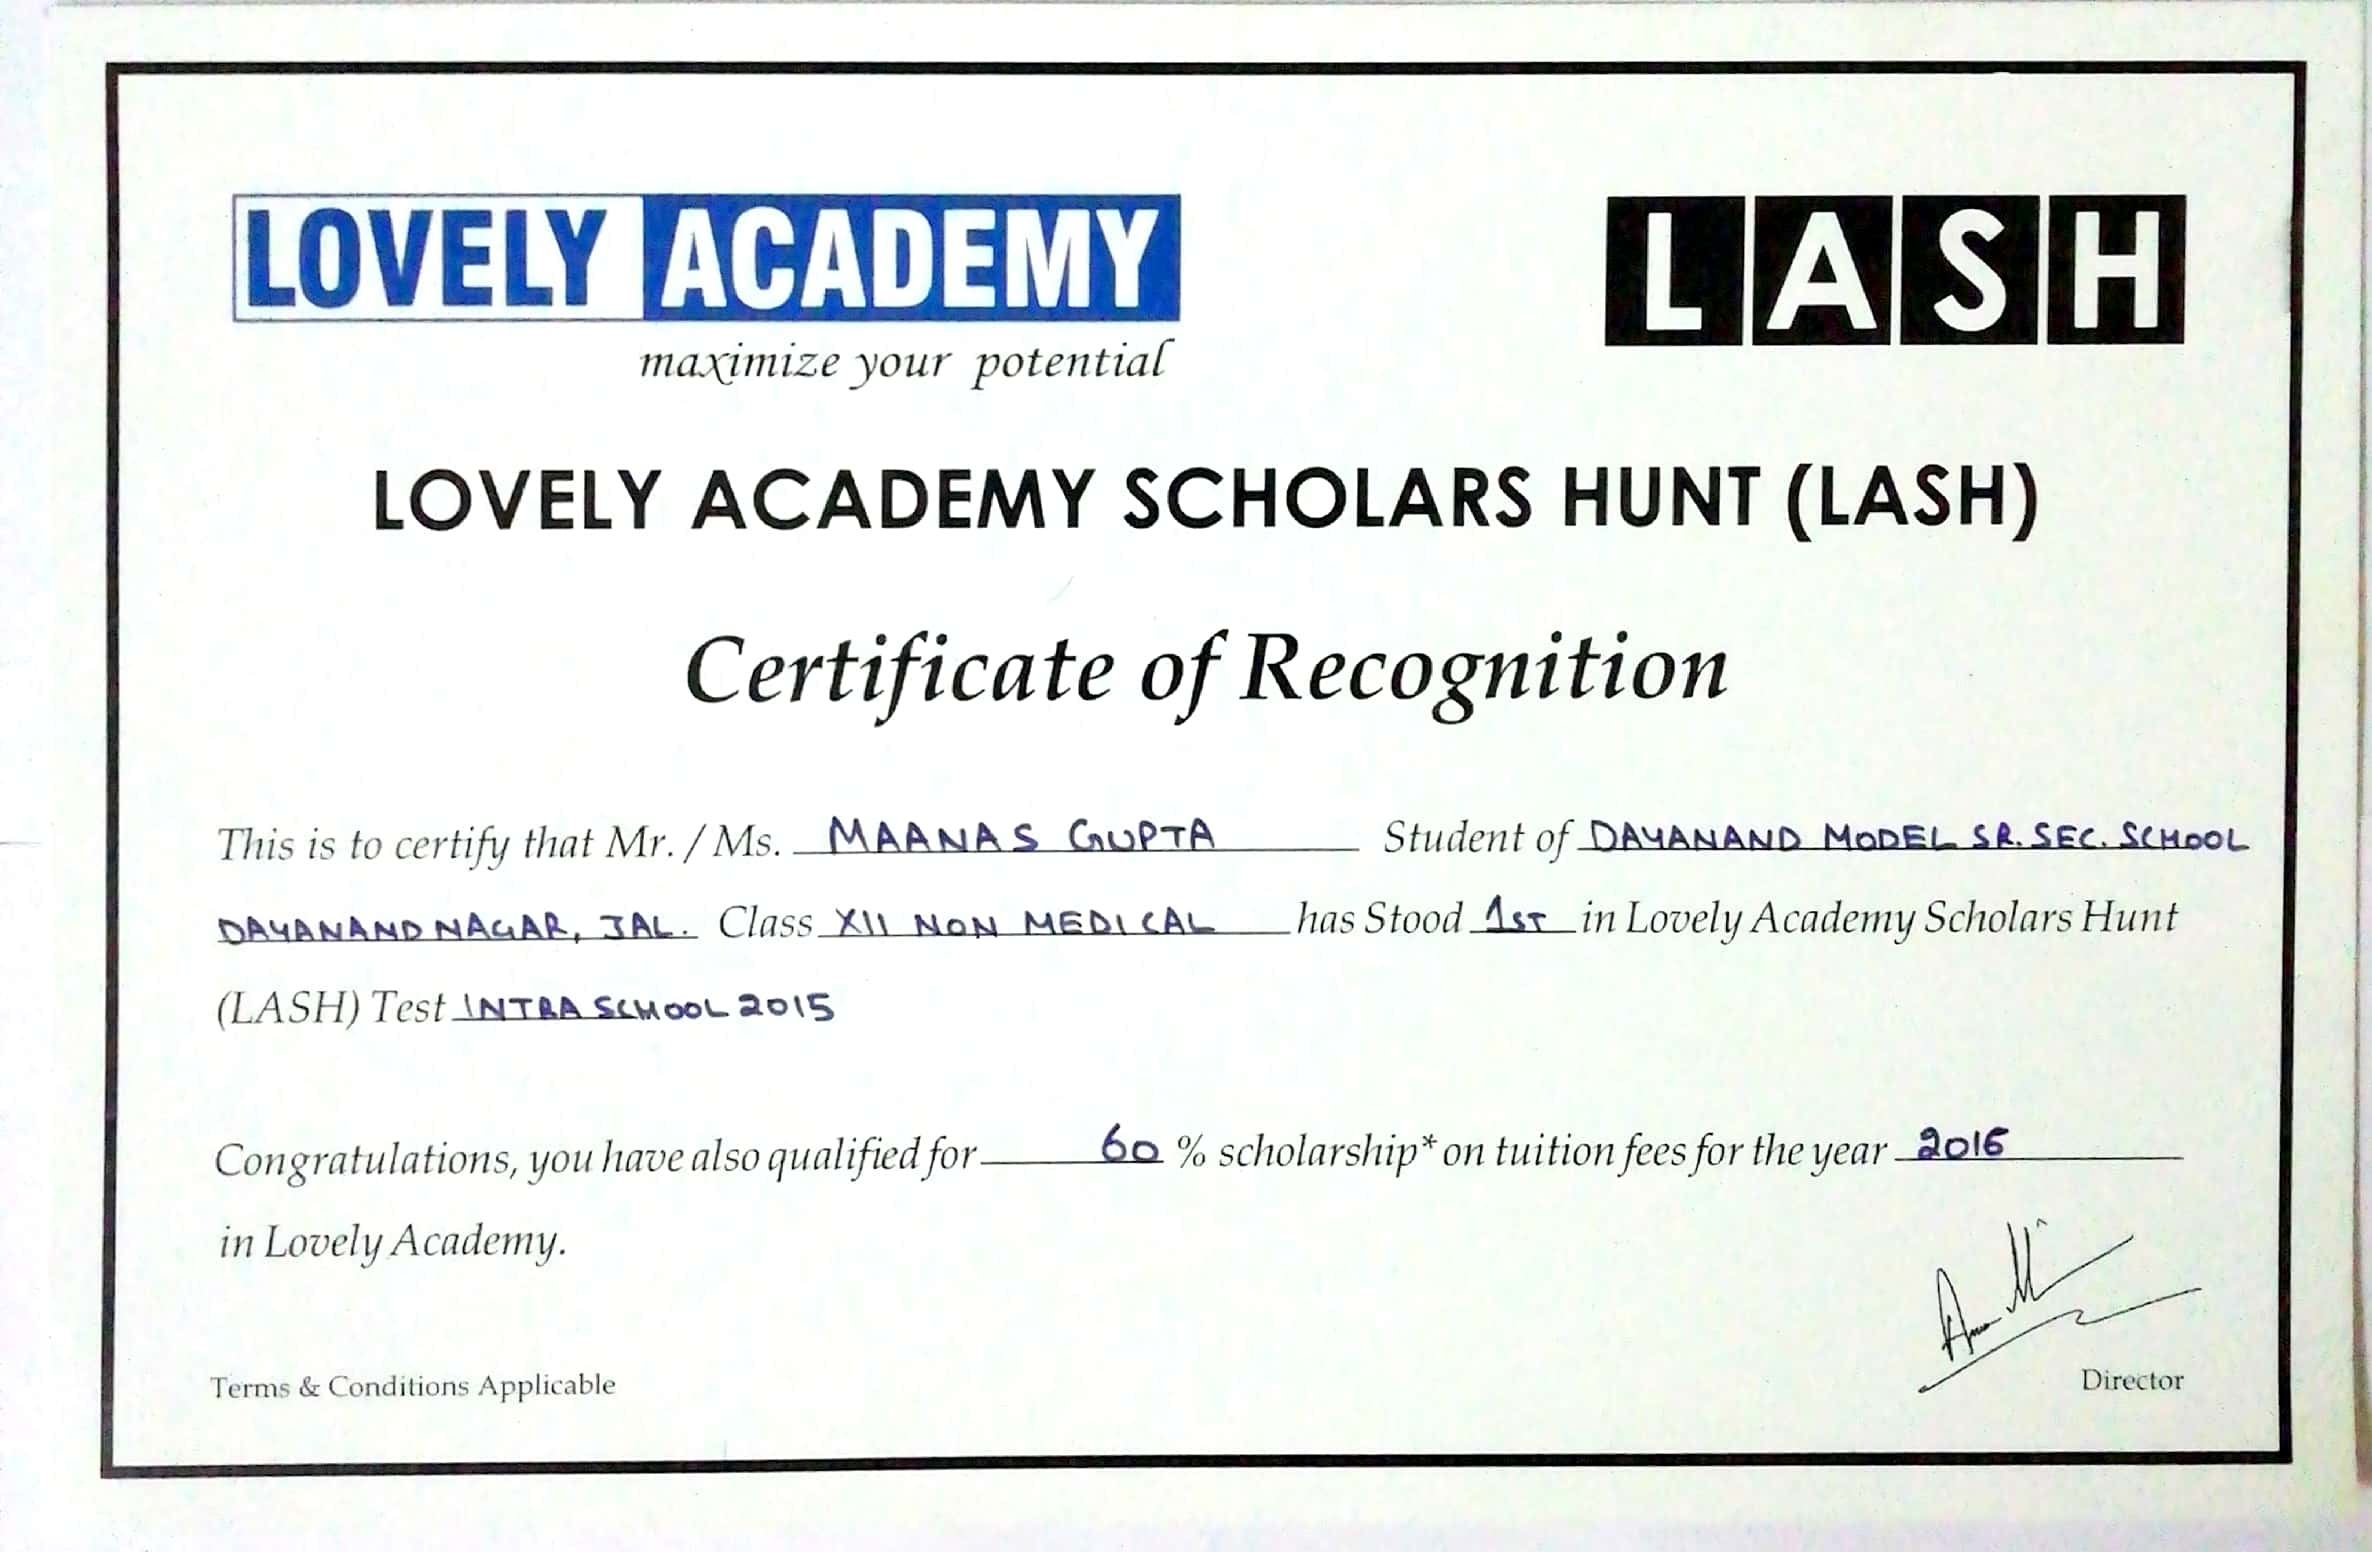 LOVELY ACADEMY
maximize your potential
LASH
LOVELY ACADEMY SCHOLARS HUNT (LASH)
Certificate of Recognition
This is to certify that Mr. / Ms. MAANAS GUPTA Student of DAYANAND MODEL SR. SEC. SCHOOL
DAYANAND NAGAR, JAL. Class XII NON MEDICAL has Stood 1ST in Lovely Academy Scholars Hunt
(LASH) Test INTRA SCHOOL 2015
Congratulations, you have also qualified for 60 % scholarship* on tuition fees for the year 2016
in Lovely Academy.
Terms & Conditions Applicable
Director